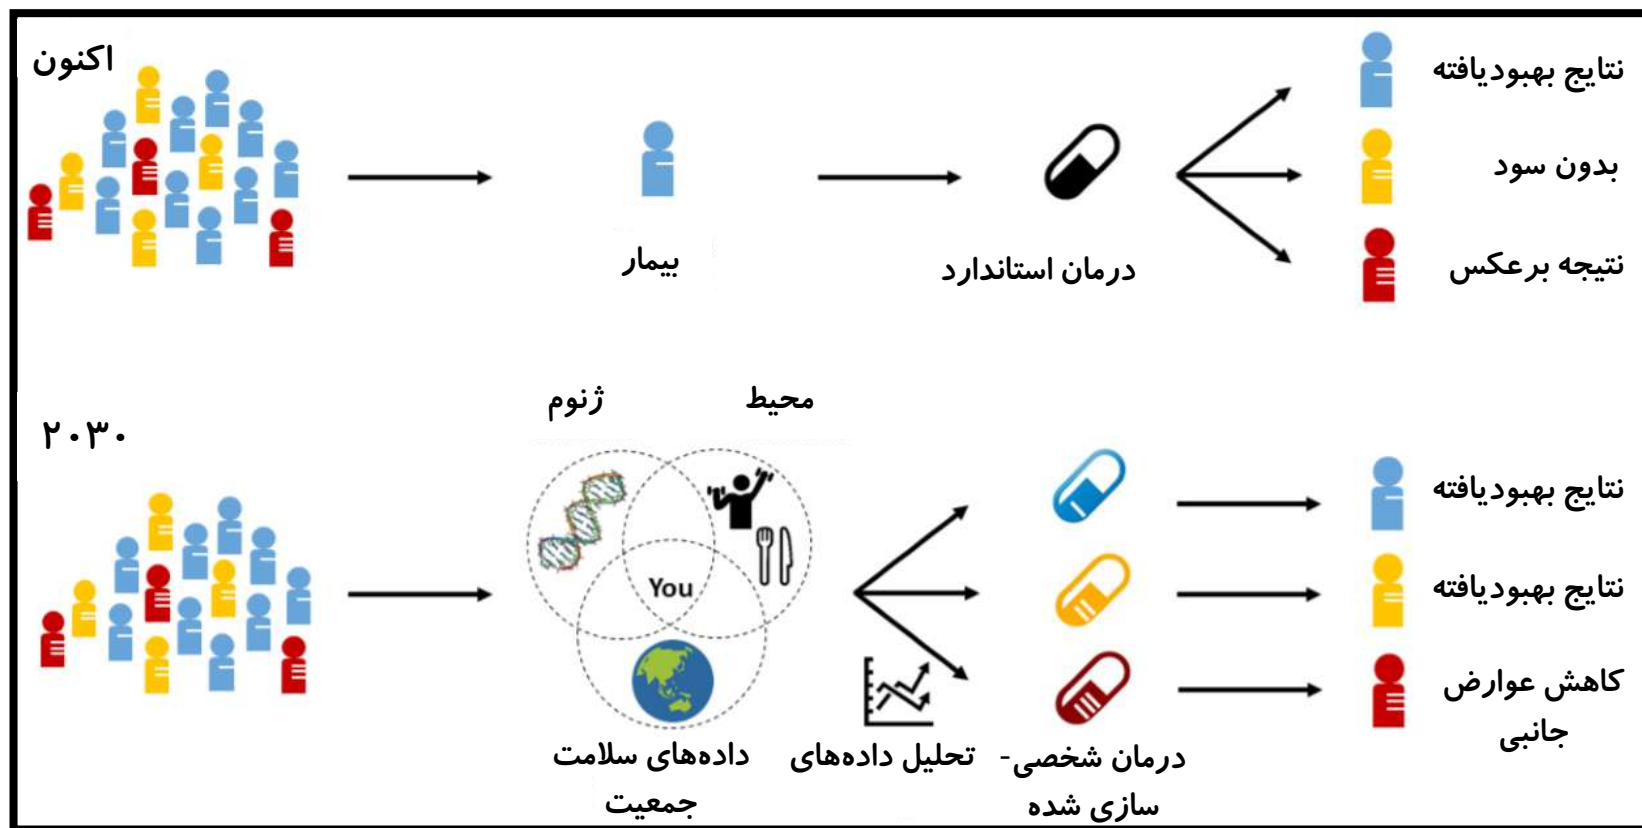 اکنون
نتایج بهبودیافته
بدون سود
نتیجه برعکس
بیمار
درمان استاندارد
ژنوم
محیط
۲۰۳۰
You
نتایج بهبودیافته
نتایج بهبودیافته
کاهش عوارض
جانبی
داده‌های سلامت
جمعیت
تحلیل داده‌های
درمان شخصی-
سازی شده